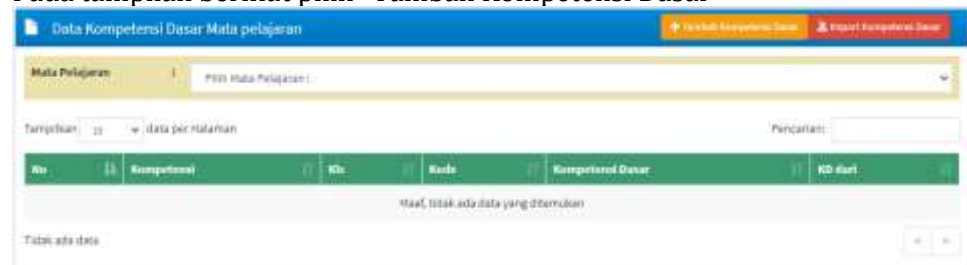 Pada tampilan berikut pilih "Tambah Kompetensi Dasar"
Data Kompetensi Dasar Mata pelajaran
Tambah Kompetensi Dasar
Import Kompetensi Dasar
Mata Pelajaran :
Pilih Mata Pelajaran :
Tampilkan 10 data per Halaman
Pencarian:
No Kompetensi Kls Kode Kompetensi Dasar KD dari
Maaf, tidak ada data yang ditemukan
Tidak ada data